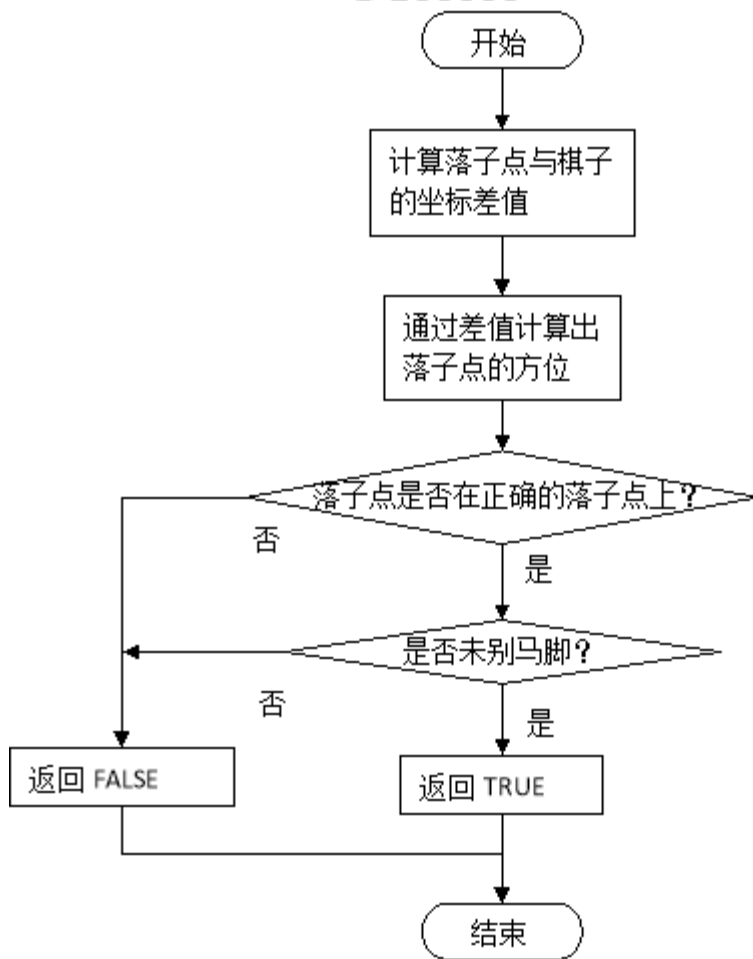 开始
计算落子点与棋子
的坐标差值
通过差值计算出
落子点的方位
落子点是否在正确的落子点上？
否
是
是否未别马脚？
否
是
返回 FALSE
返回 TRUE
结束